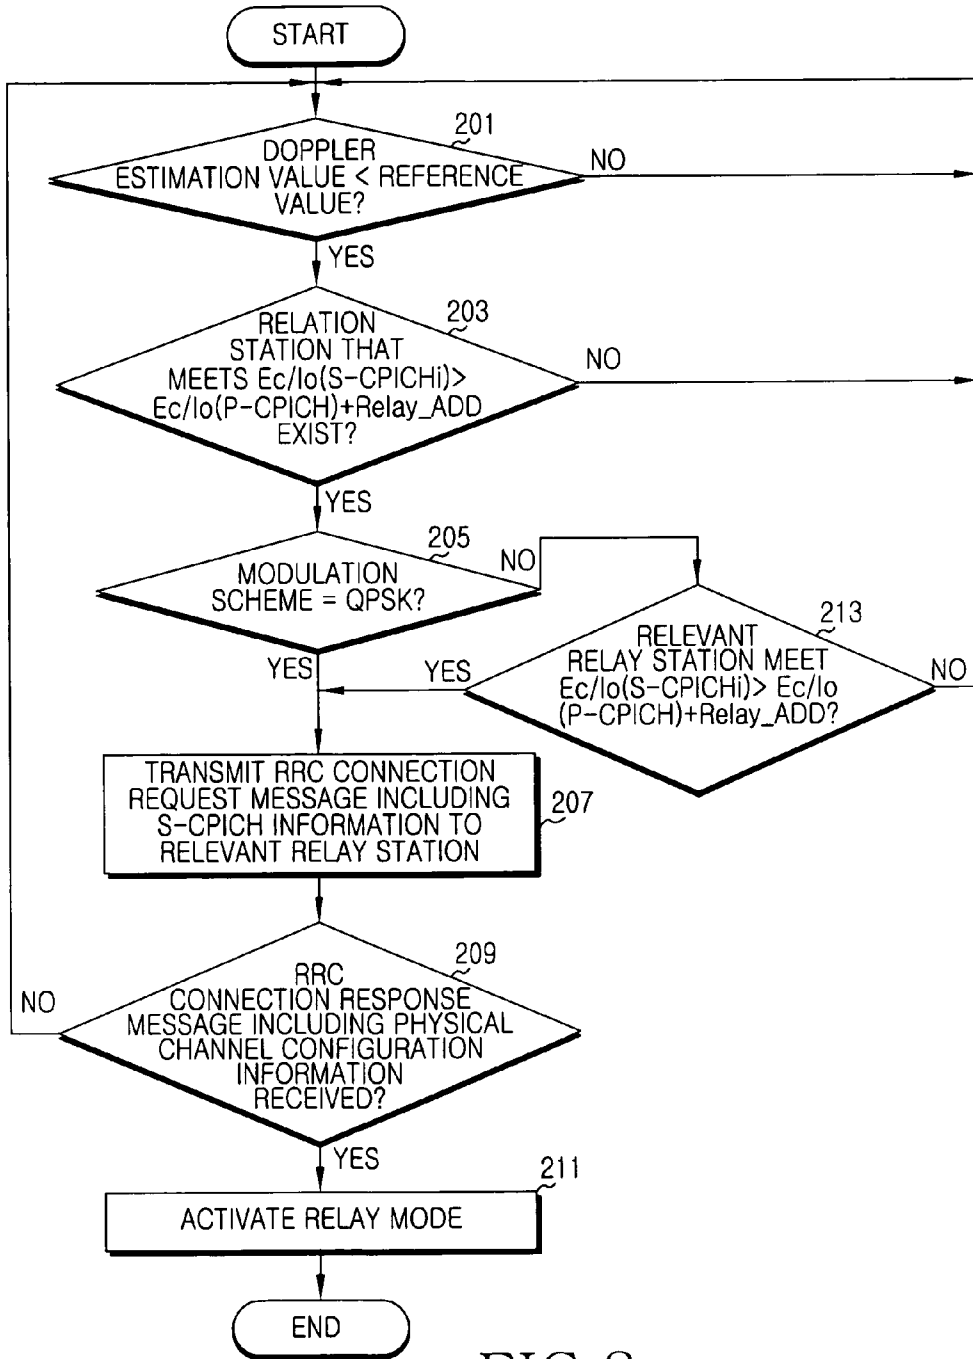 START
201
DOPPLER
ESTIMATION VALUE < REFERENCE
VALUE?
NO
YES
203
RELATION
STATION THAT
MEETS Ec/Io(S-CPICHi)>
Ec/Io(P-CPICH)+Relay_ADD
EXIST?
NO
YES
205
MODULATION
SCHEME = QPSK?
NO
YES
213
RELEVANT
RELAY STATION MEET
Ec/Io(S-CPICHi)> Ec/Io
(P-CPICH)+Relay_ADD?
YES
NO
TRANSMIT RRC CONNECTION
REQUEST MESSAGE INCLUDING
S-CPICH INFORMATION TO
RELEVANT RELAY STATION
207
209
RRC
CONNECTION RESPONSE
MESSAGE INCLUDING PHYSICAL
CHANNEL CONFIGURATION
INFORMATION
RECEIVED?
NO
YES
211
ACTIVATE RELAY MODE
END